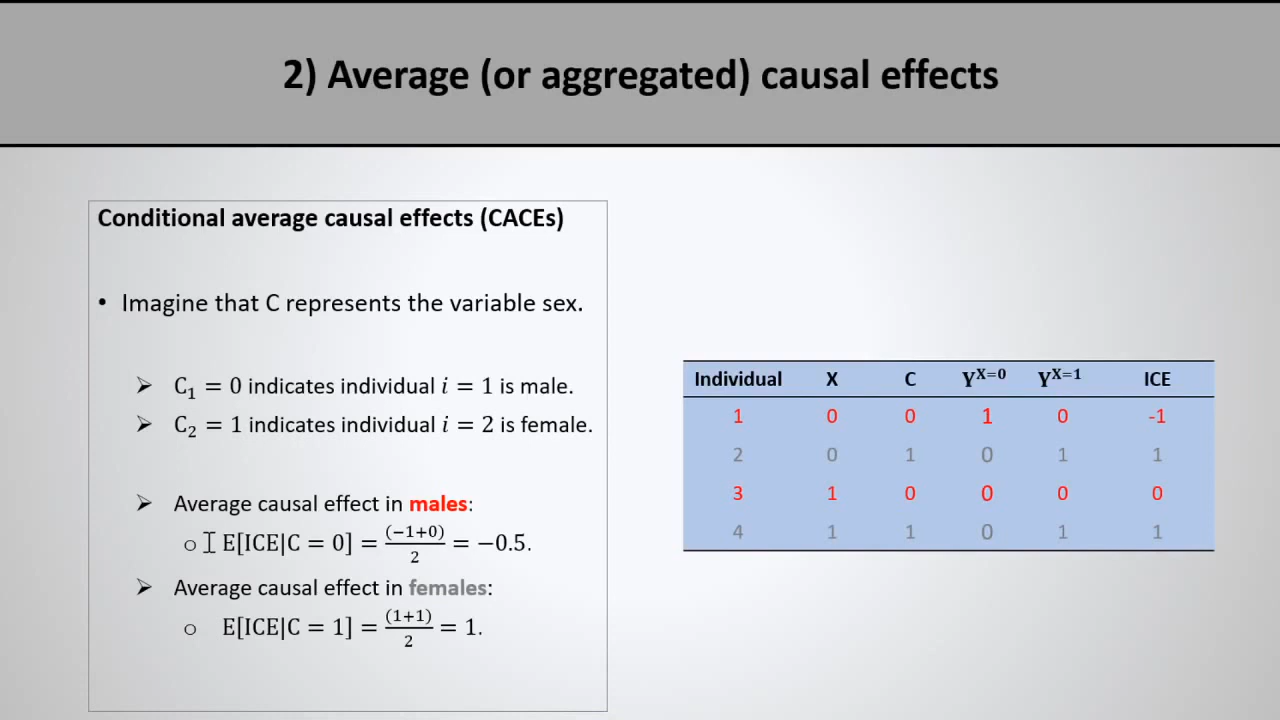 2) Average (or aggregated) causal effects
Conditional average causal effects (CACEs)
• Imagine that C represents the variable sex.
➢ C₁ = 0 indicates individual i = 1 is male.
➢ C₂ = 1 indicates individual i = 2 is female.
➢ Average causal effect in males:
○ E[ICE|C = 0] = (−1+0)/2 = −0.5.
➢ Average causal effect in females:
○ E[ICE|C = 1] = (1+1)/2 = 1.
Individual X C Y^X=0 Y^X=1 ICE
1 0 0 1 0 -1
2 0 1 0 1 1
3 1 0 0 0 0
4 1 1 0 1 1